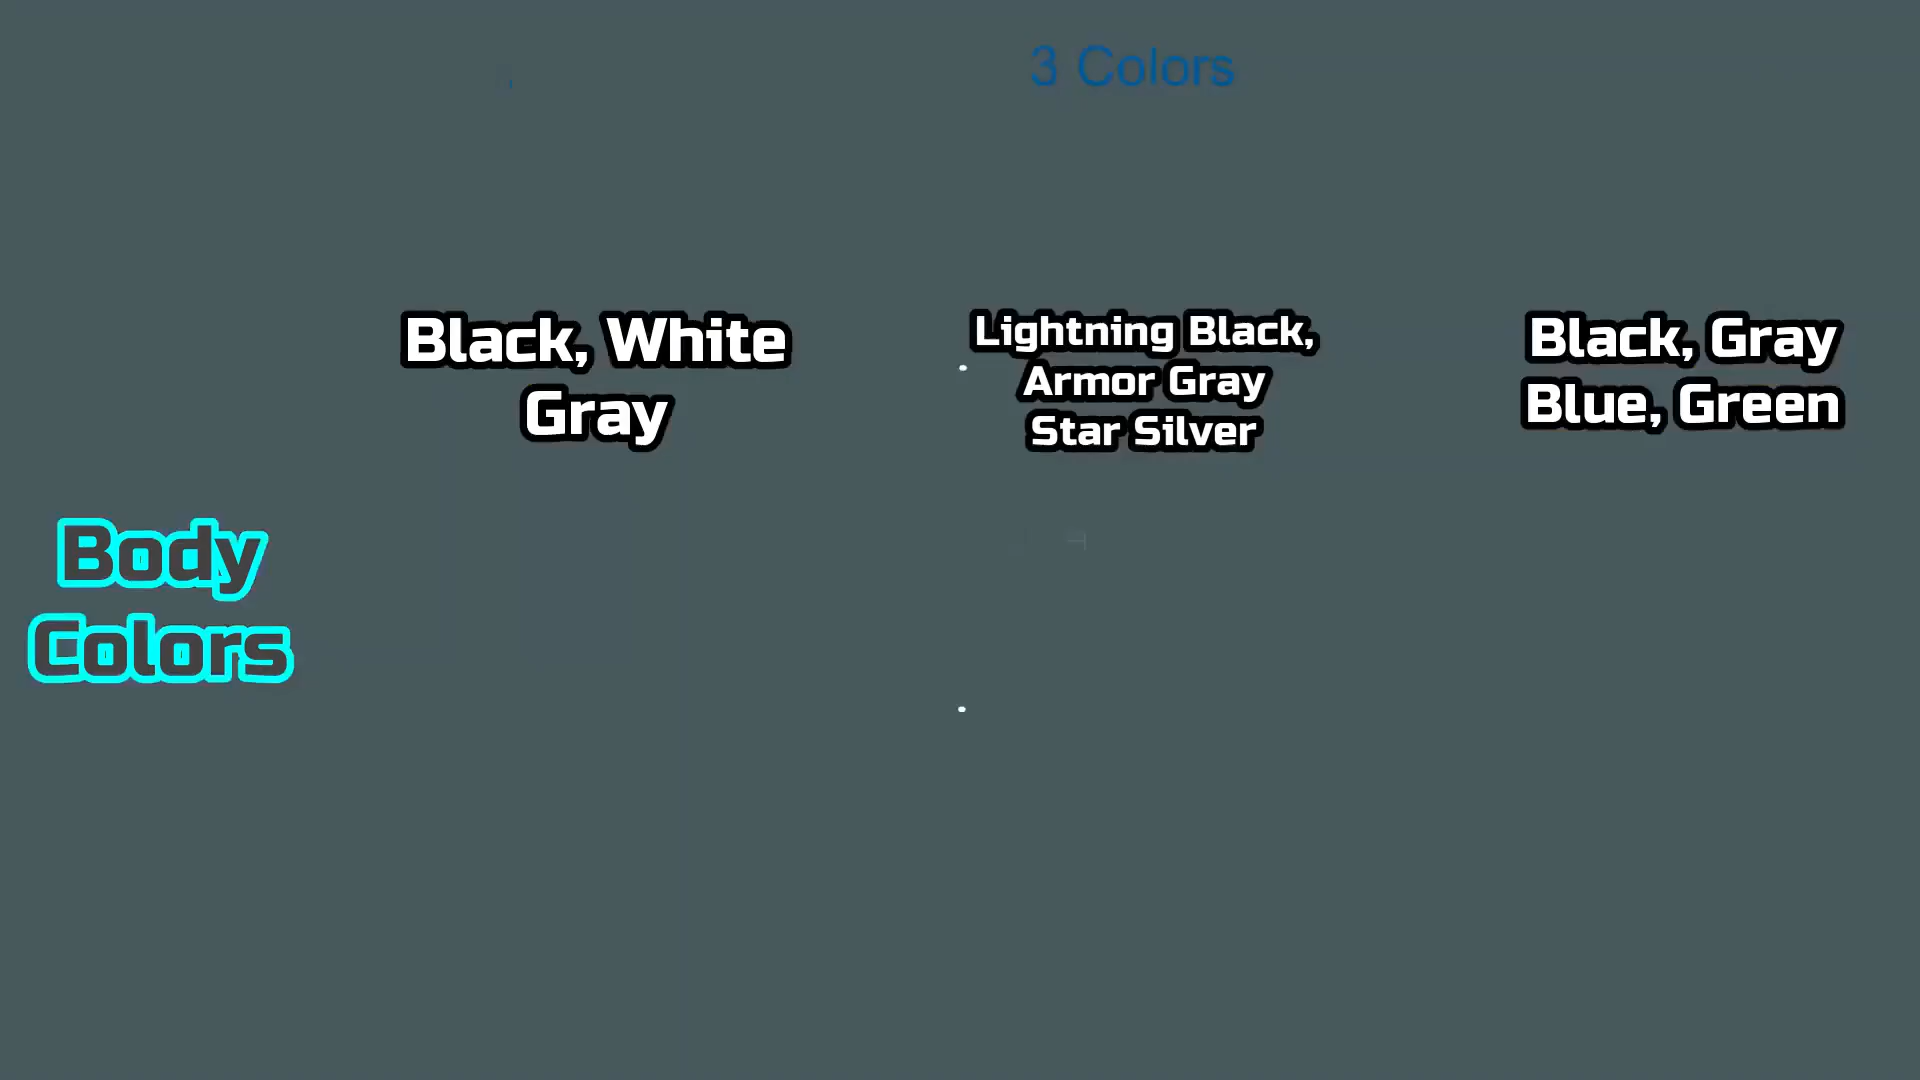 3 Colors
Black, White
Gray
Lightning Black,
Armor Gray
Star Silver
Black, Gray
Blue, Green
Body
Colors